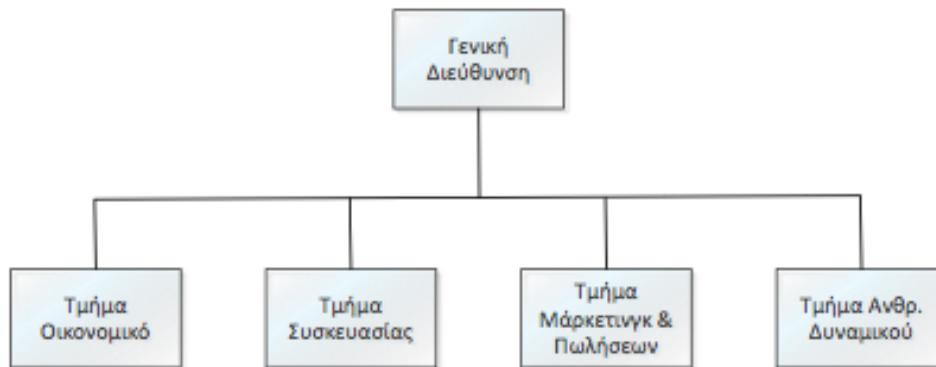 Γενική
Διεύθυνση
Τμήμα
Οικονομικό
Τμήμα
Συσκευασίας
Τμήμα
Μάρκετινγκ &
Πωλήσεων
Τμήμα Ανθρ.
Δυναμικού